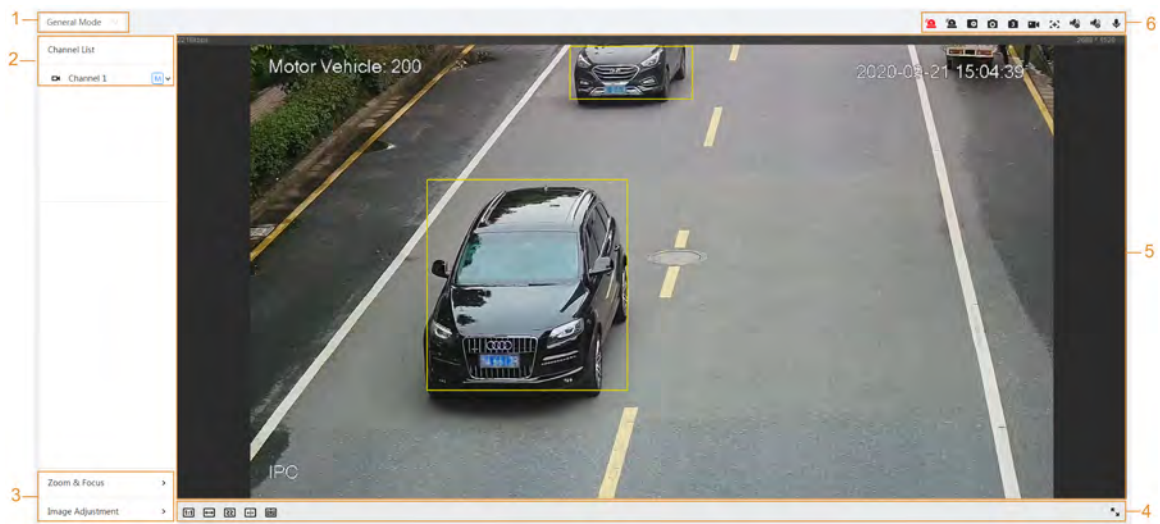 1
General Mode
6
2
Channel List
Channel 1
M
Motor Vehicle: 200
2020-08-21 15:04:39
5
IPC
3
Zoom & Focus
Image Adjustment
4